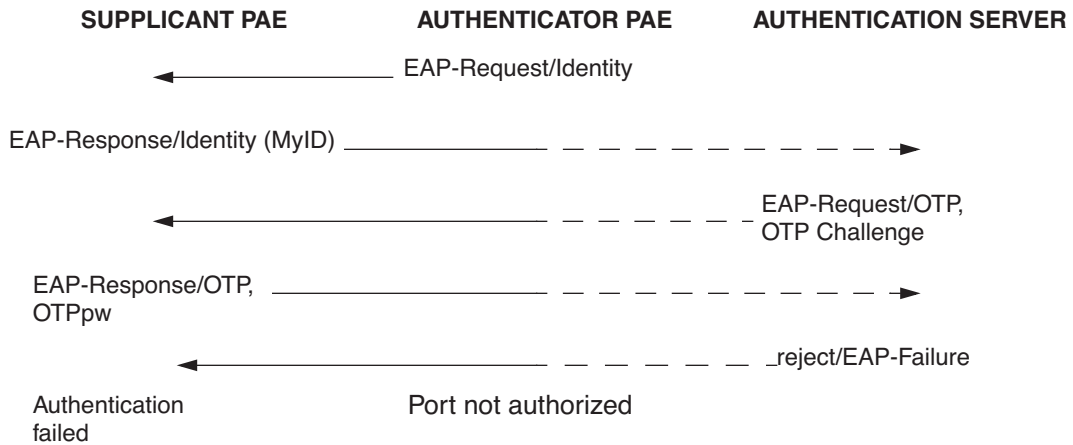 SUPPLICANT PAE AUTHENTICATOR PAE AUTHENTICATION SERVER
EAP-Request/Identity
EAP-Response/Identity (MyID)
EAP-Request/OTP,
OTP Challenge
EAP-Response/OTP,
OTPpw
reject/EAP-Failure
Authentication
failed
Port not authorized